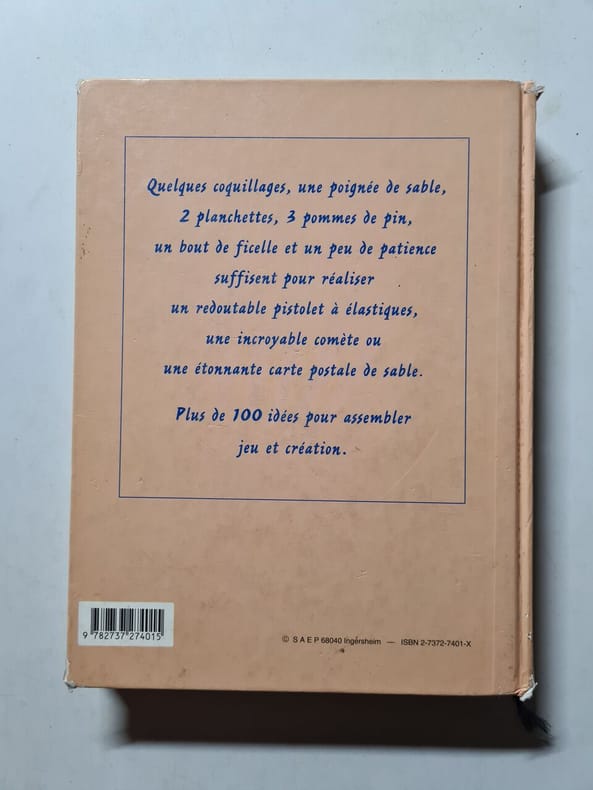 Quelques coquillages, une poignée de sable,
2 planchettes, 3 pommes de pin,
un bout de ficelle et un peu de patience
suffisent pour réaliser
un redoutable pistolet à élastiques,
une incroyable comète ou
une étonnante carte postale de sable.
Plus de 100 idées pour assembler
jeu et création.
9 782737 274015
© S A E P 68040 Ingersheim — ISBN 2-7372-7401-X